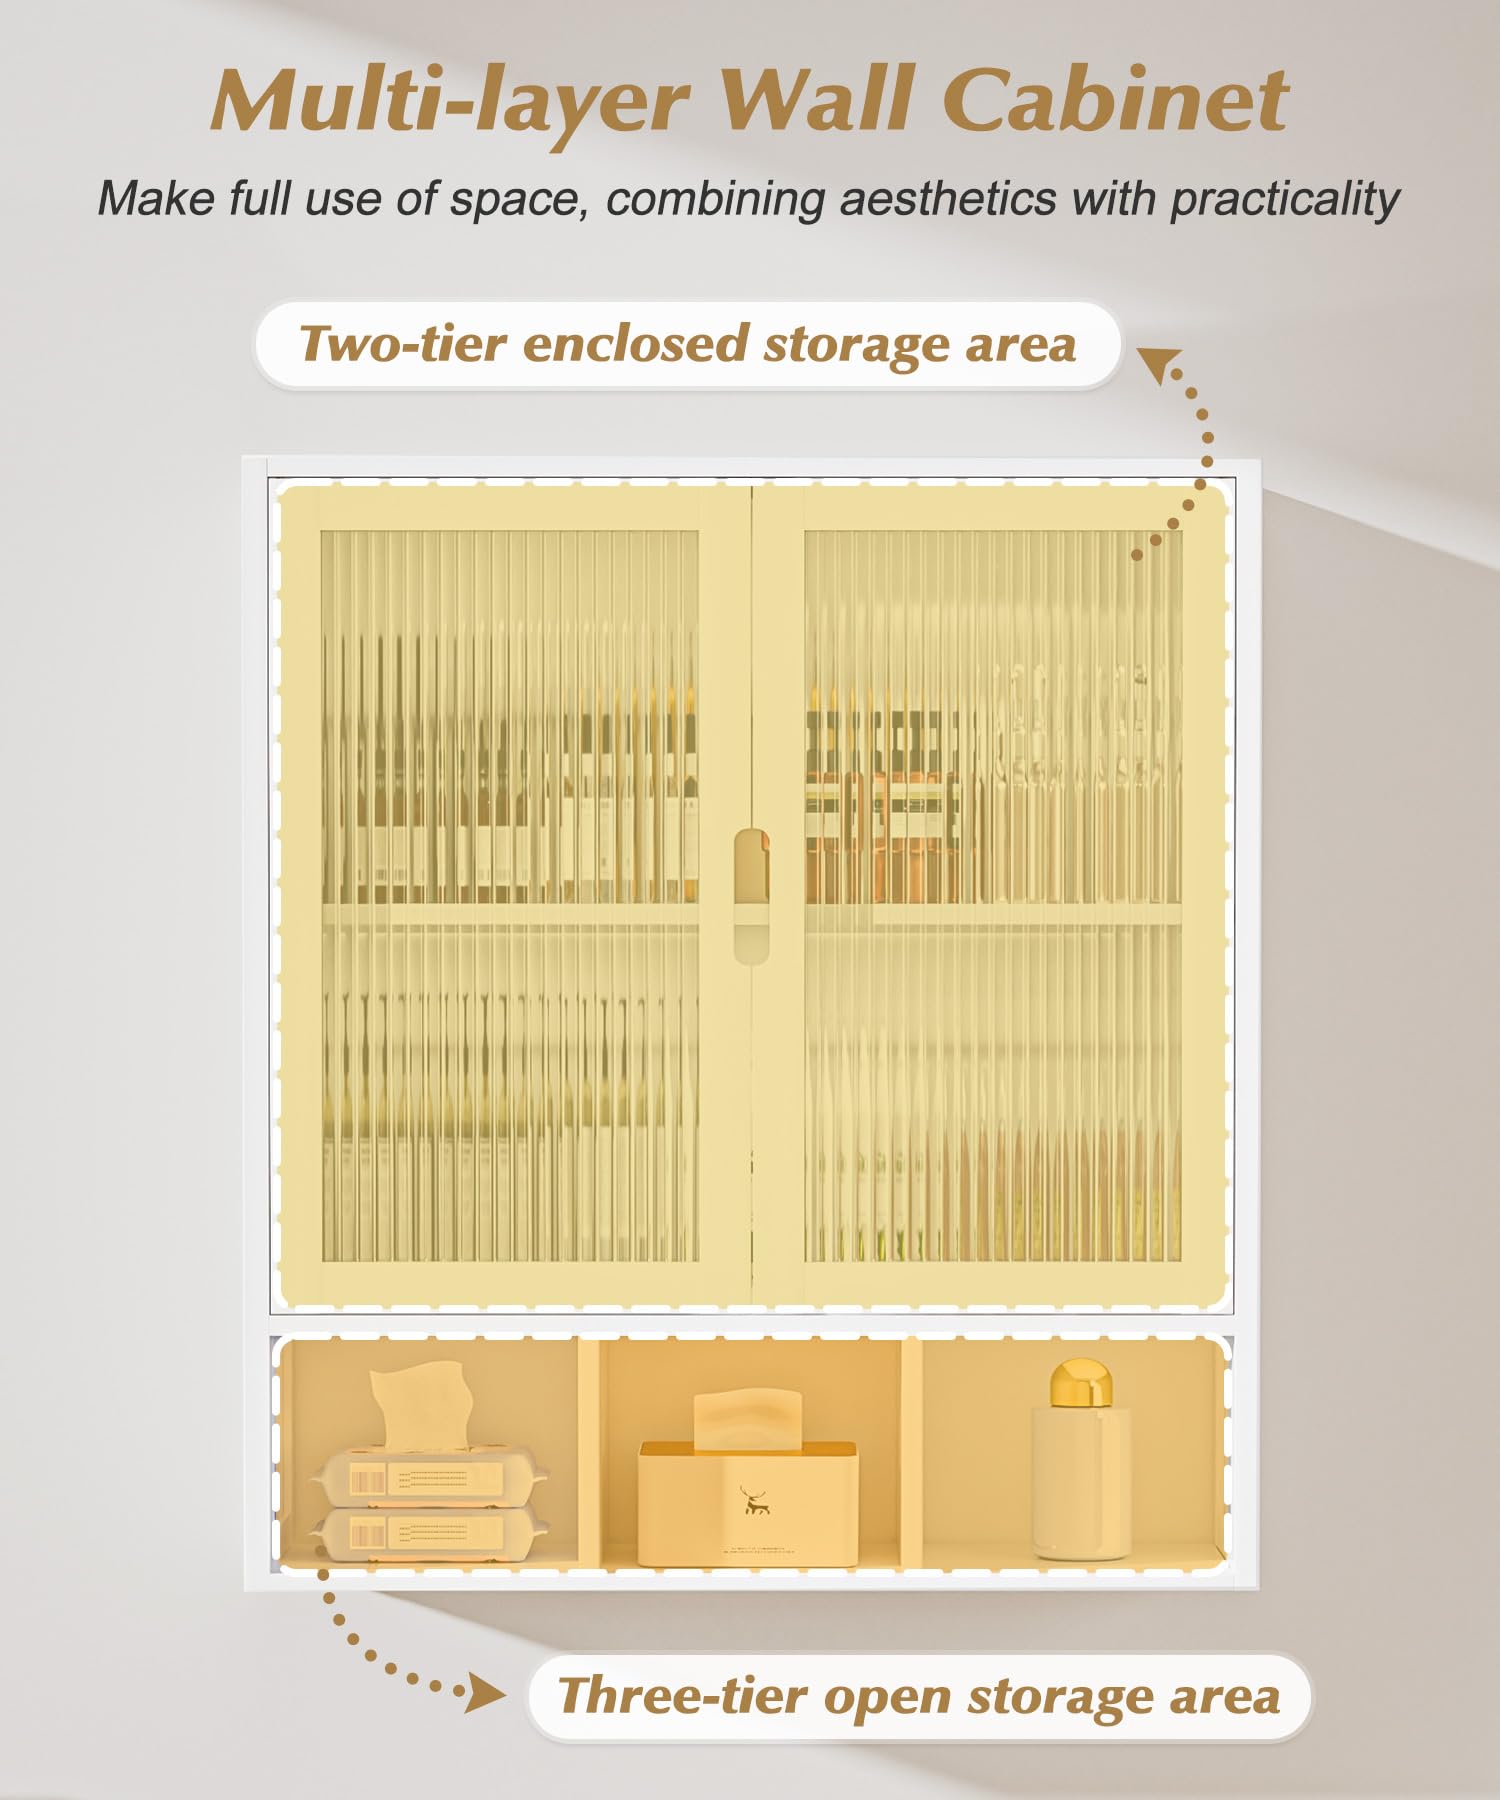 Multi-layer Wall Cabinet
Make full use of space, combining aesthetics with practicality
Two-tier enclosed storage area
Three-tier open storage area